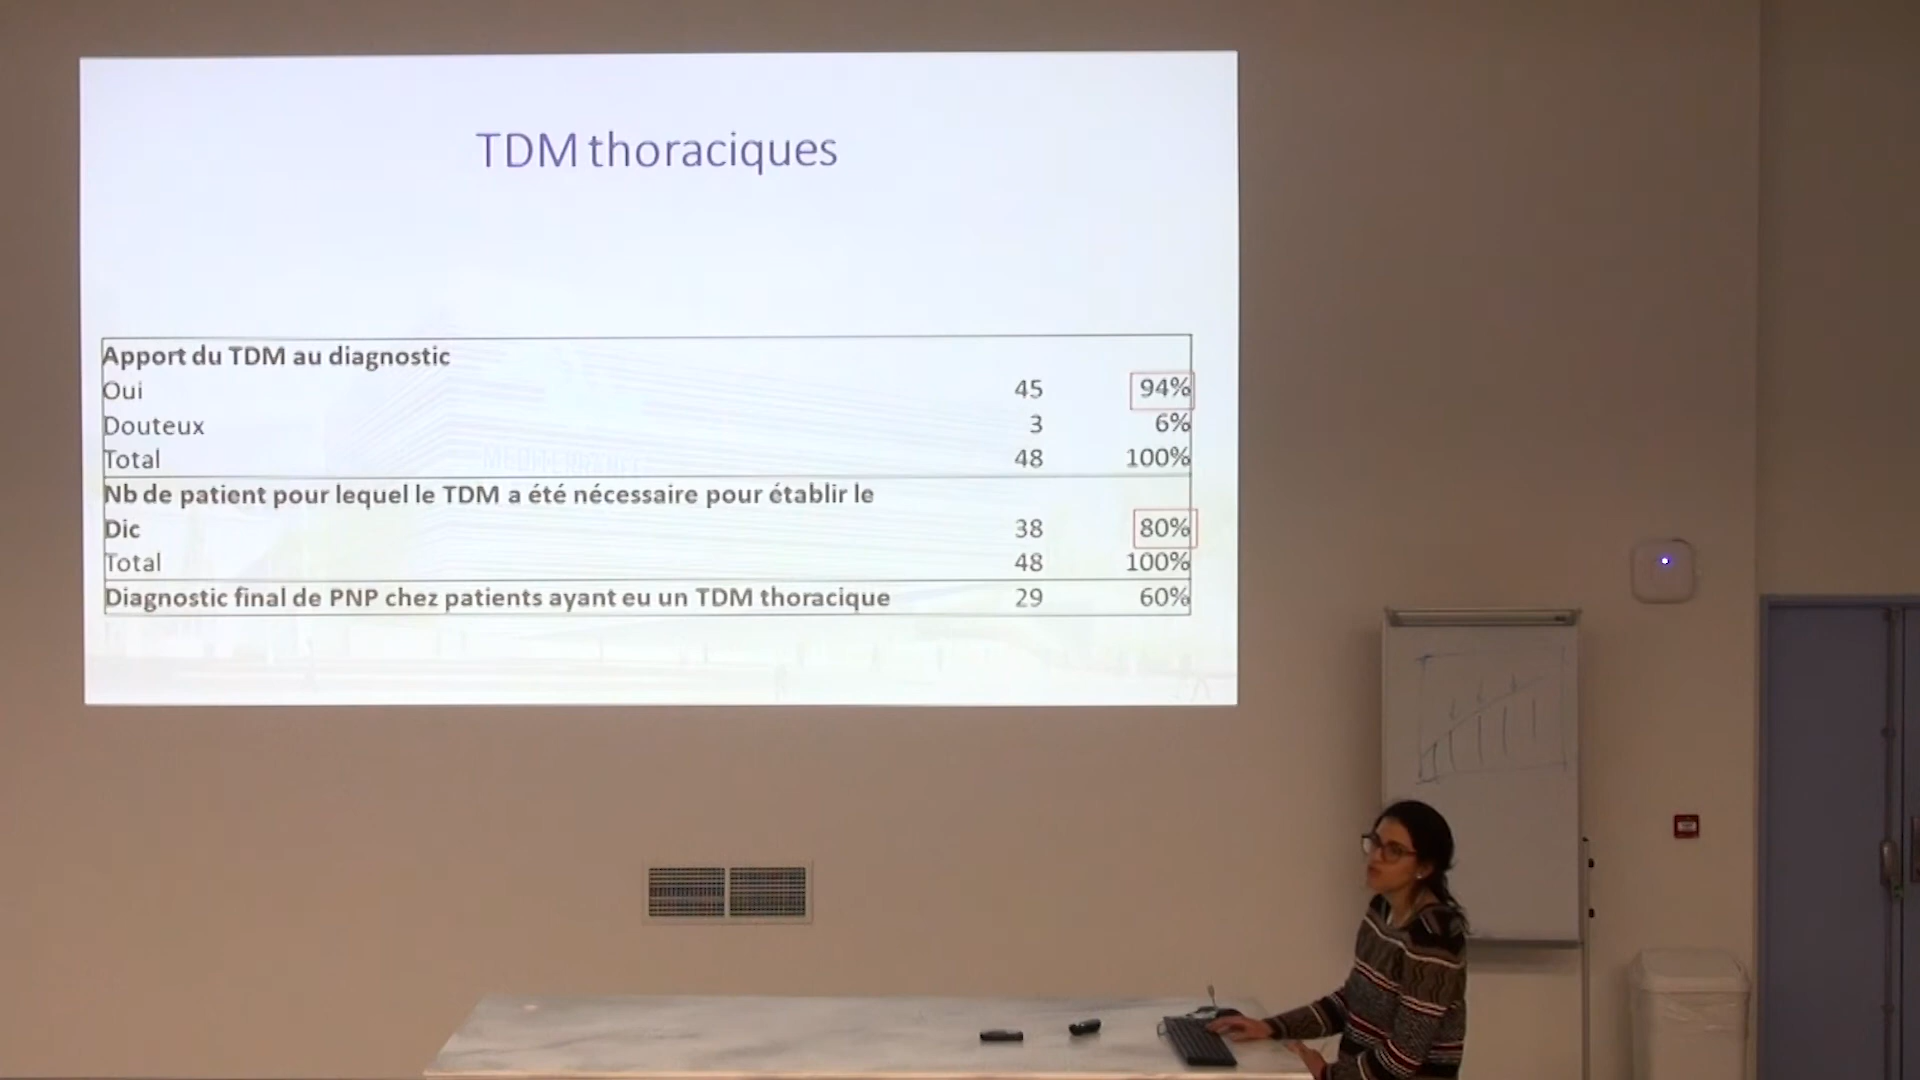 TDM thoraciques
Apport du TDM au diagnostic
Oui 45 94%
Douteux 3 6%
Total 48 100%
Nb de patient pour lequel le TDM a été nécessaire pour établir le
Dic 38 80%
Total 48 100%
Diagnostic final de PNP chez patients ayant eu un TDM thoracique 29 60%